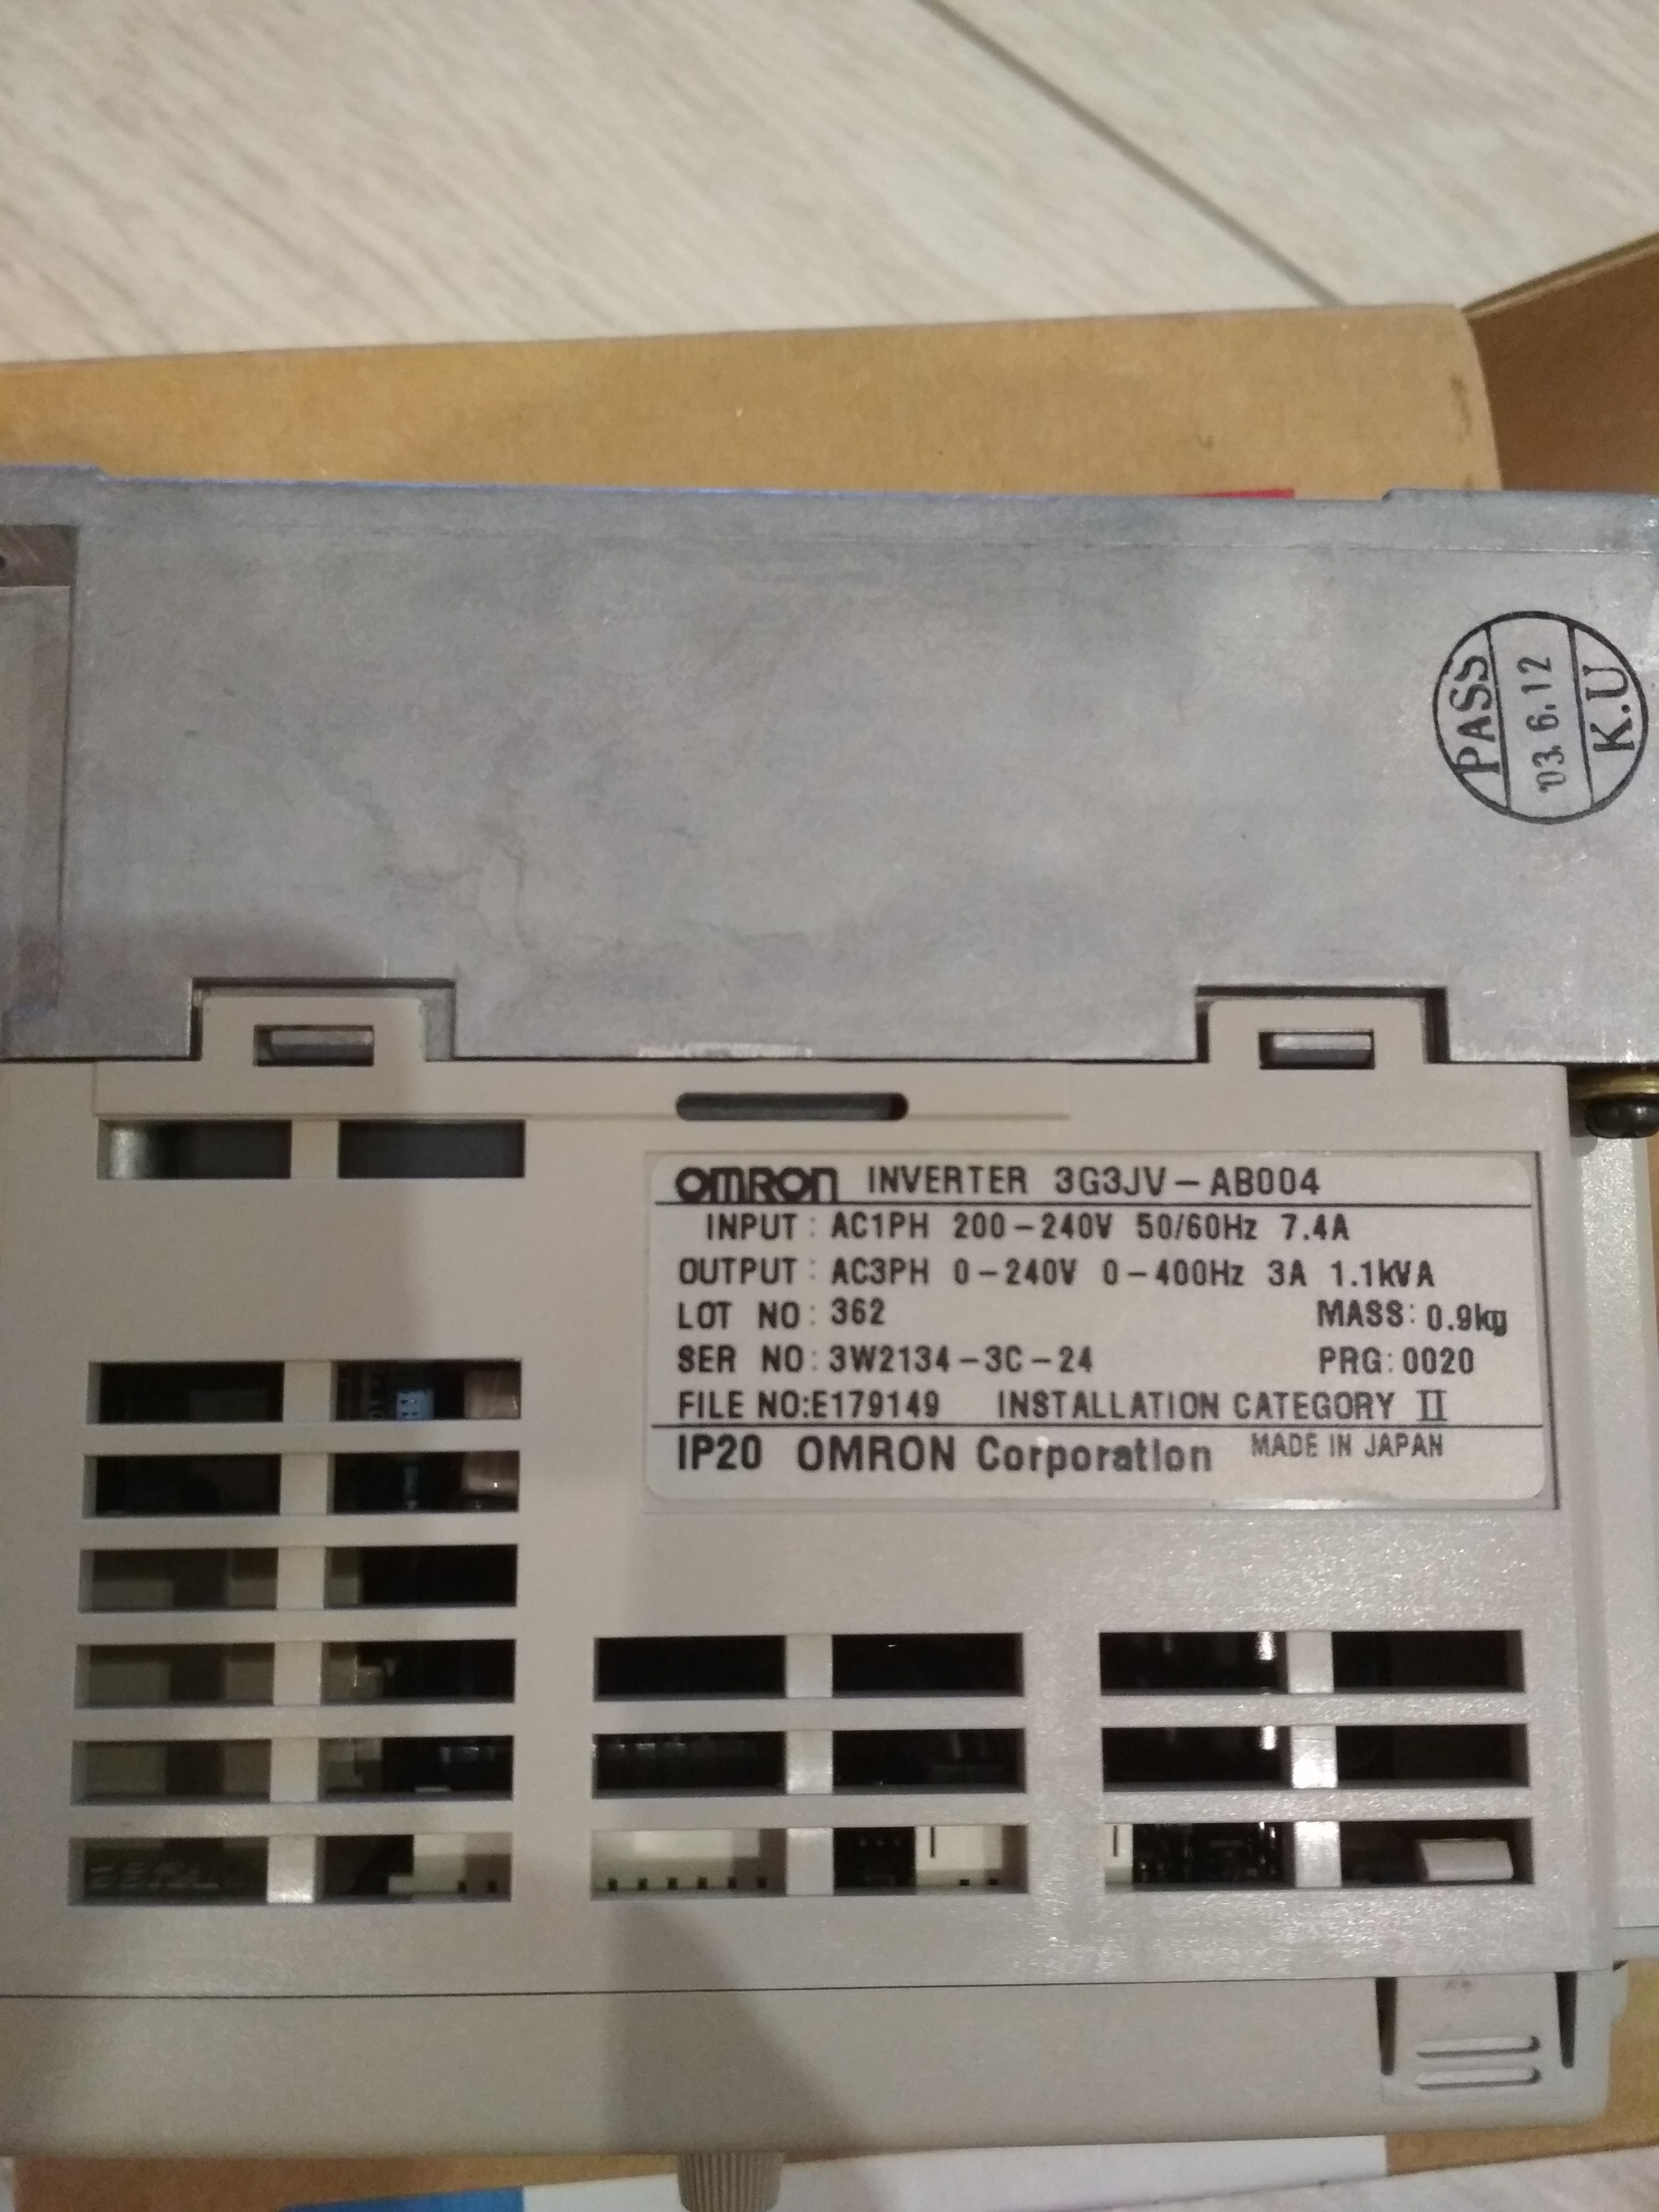 PASS
'03.6.12
K.U
OMRON INVERTER 3G3JV-AB004
INPUT: AC1PH 200-240V 50/60Hz 7.4A
OUTPUT: AC3PH 0-240V 0-400Hz 3A 1.1kVA
LOT NO: 362 MASS: 0.9kg
SER NO: 3W2134-3C-24 PRG: 0020
FILE NO:E179149 INSTALLATION CATEGORY II
IP20 OMRON Corporation MADE IN JAPAN